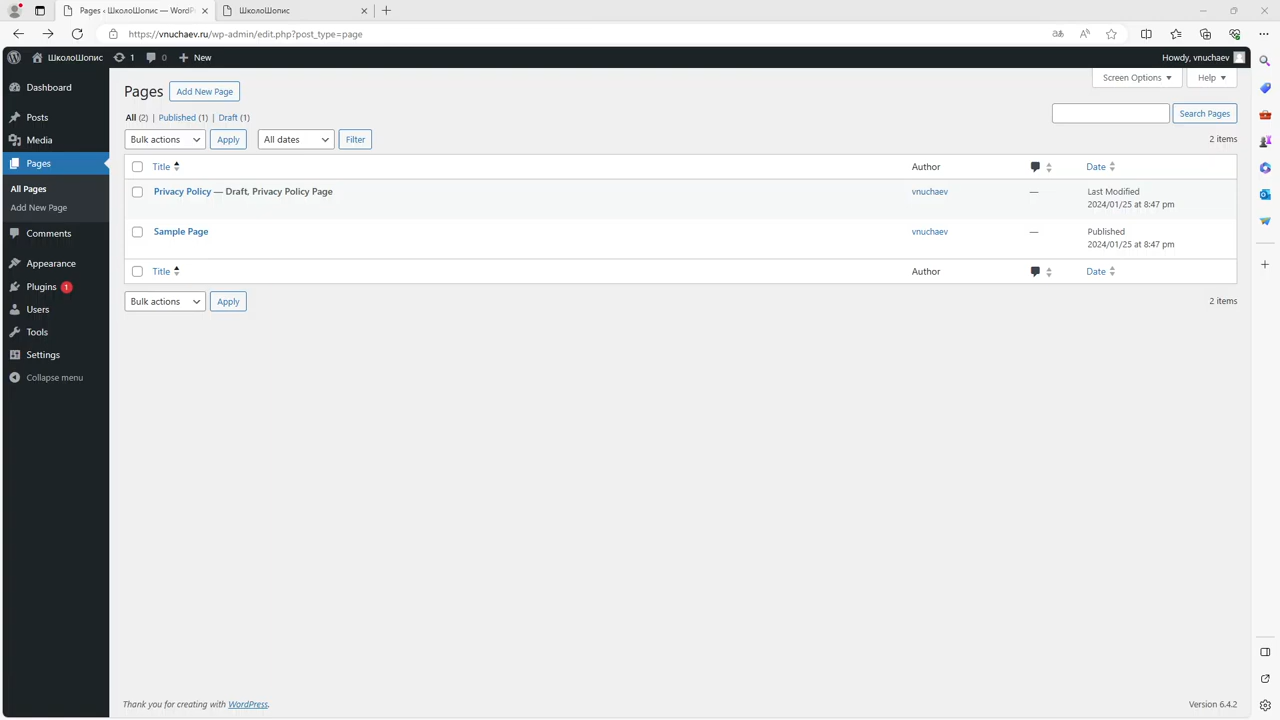 Pages ‹ ШколоШопис — WordP
ШколоШопис
https://vnuchaev.ru/wp-admin/edit.php?post_type=page
ШколоШопис 1 0 New
Howdy, vnuchaev
Dashboard
Posts
Media
Pages
All Pages
Add New Page
Comments
Appearance
Plugins 1
Users
Tools
Settings
Collapse menu
Screen Options
Help
Pages
Add New Page
All (2) | Published (1) | Draft (1)
Search Pages
Bulk actions Apply All dates Filter
2 items
Title Author Date
Privacy Policy — Draft, Privacy Policy Page vnuchaev — Last Modified
2024/01/25 at 8:47 pm
Sample Page vnuchaev — Published
2024/01/25 at 8:47 pm
Title Author Date
Bulk actions Apply
2 items
Thank you for creating with WordPress.
Version 6.4.2